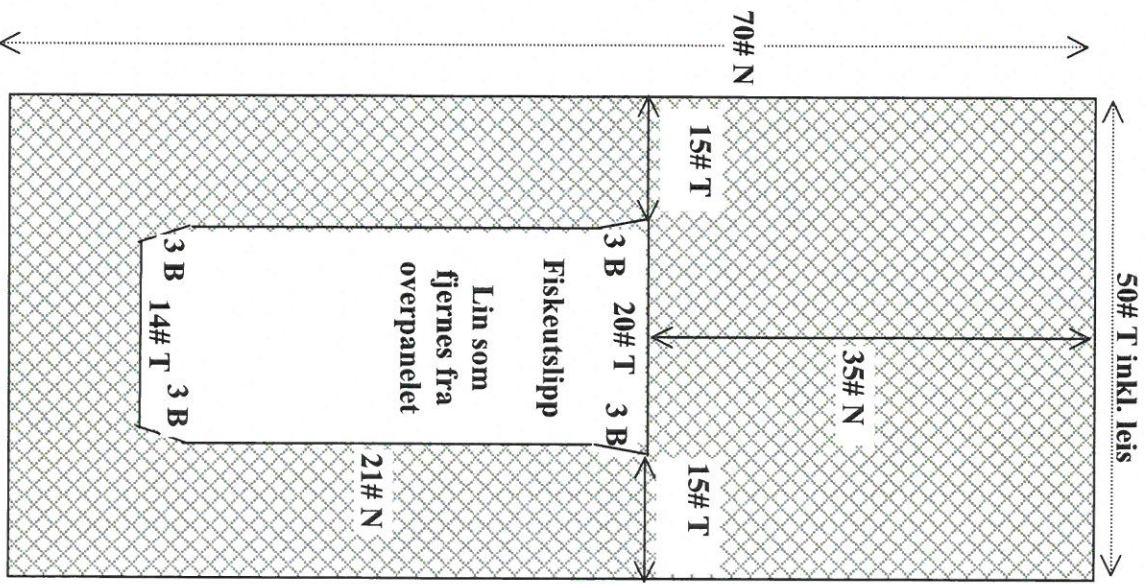 50# T inkl. leis
70# N
35# N
15# T
15# T
3 B 20# T 3 B
Fiskeutslipp
Lin som
fjernes fra
overpanelet
21# N
3 B 14# T 3 B